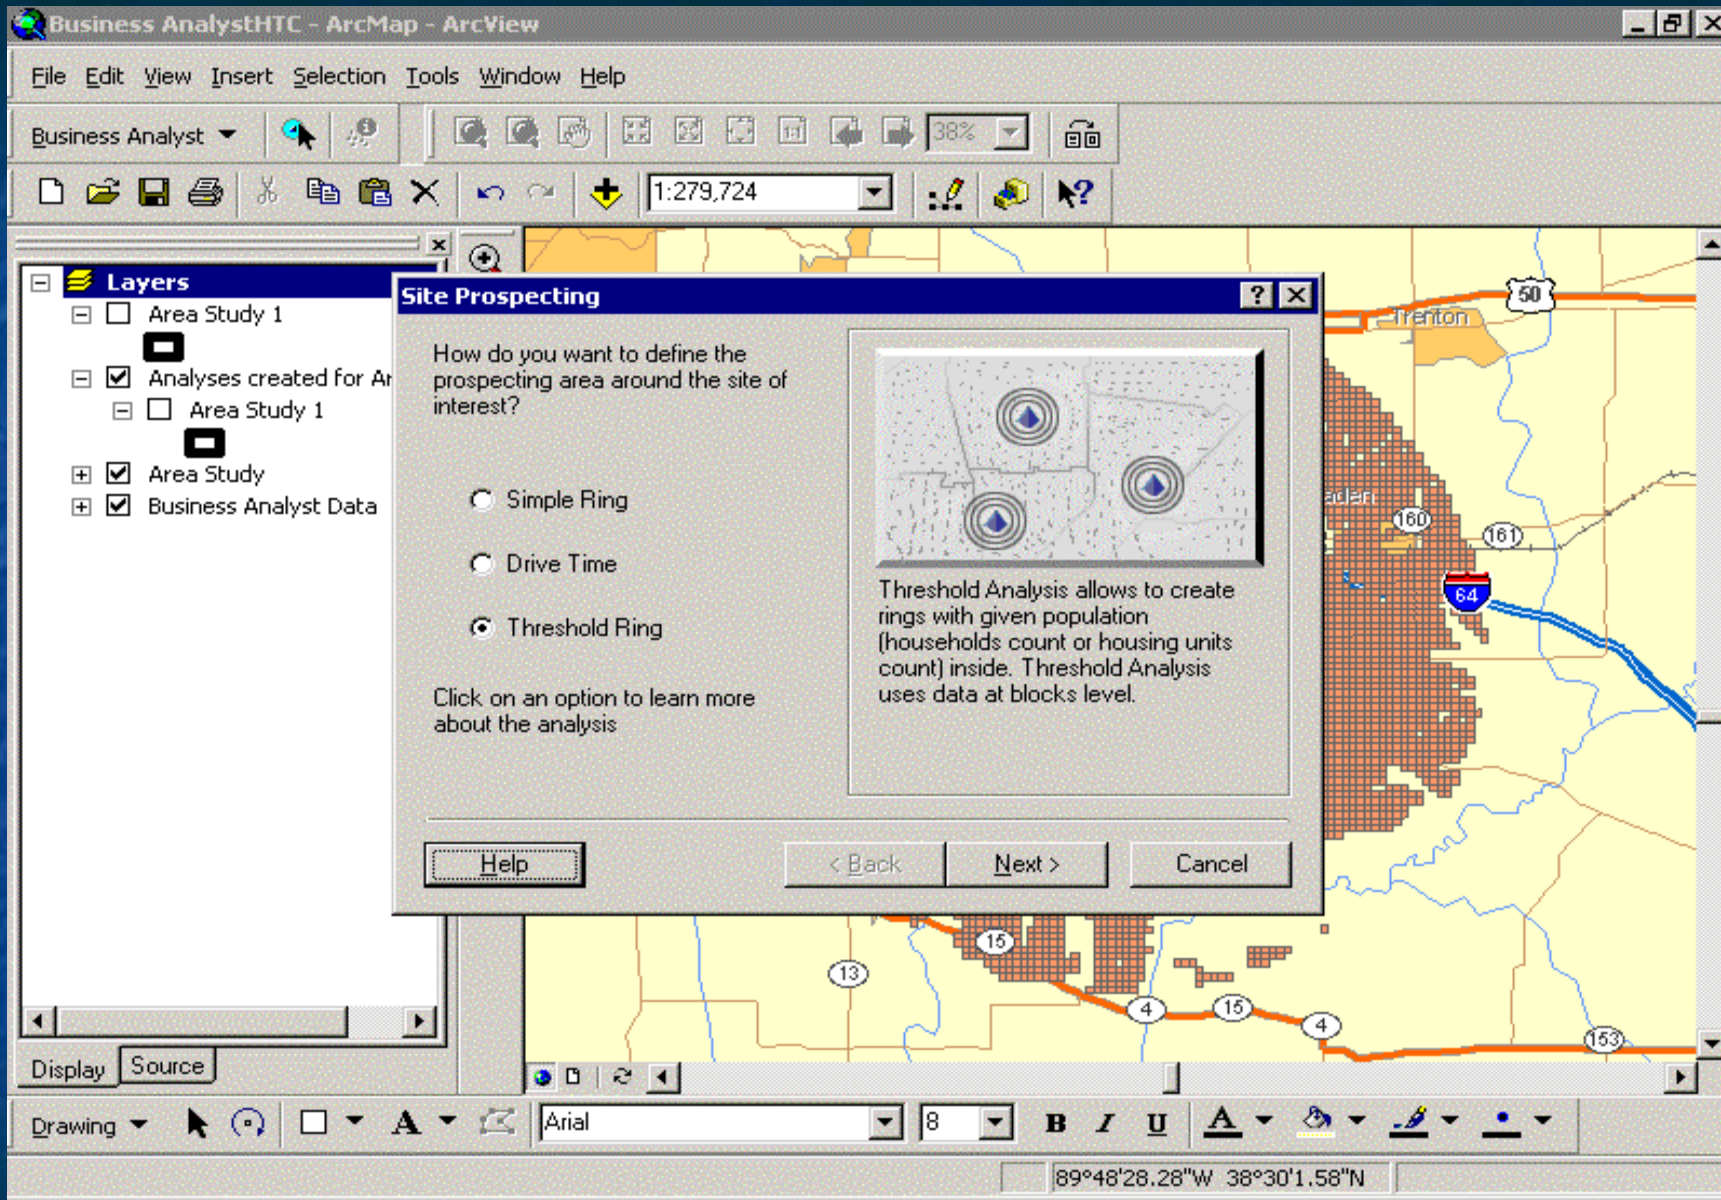 Business AnalystHTC - ArcMap - ArcView
File Edit View Insert Selection Tools Window Help
Business Analyst
1:1
38%
1:279,724
Layers
Area Study 1
Analyses created for Ar
Area Study 1
Area Study
Business Analyst Data
Display Source
Site Prospecting
How do you want to define the
prospecting area around the site of
interest?
Simple Ring
Drive Time
Threshold Ring
Click on an option to learn more
about the analysis
Threshold Analysis allows to create
rings with given population
(households count or housing units
count) inside. Threshold Analysis
uses data at blocks level.
Help
< Back
Next >
Cancel
50
Trenton
aden
160
161
64
15
13
4
15
4
153
Drawing A Arial 8 B I U A
89°48'28.28"W 38°30'1.58"N